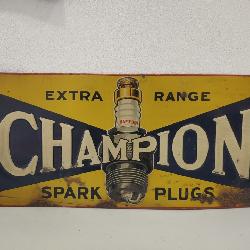 EXTRA RANGE
CHAMPION
SPARK PLUGS